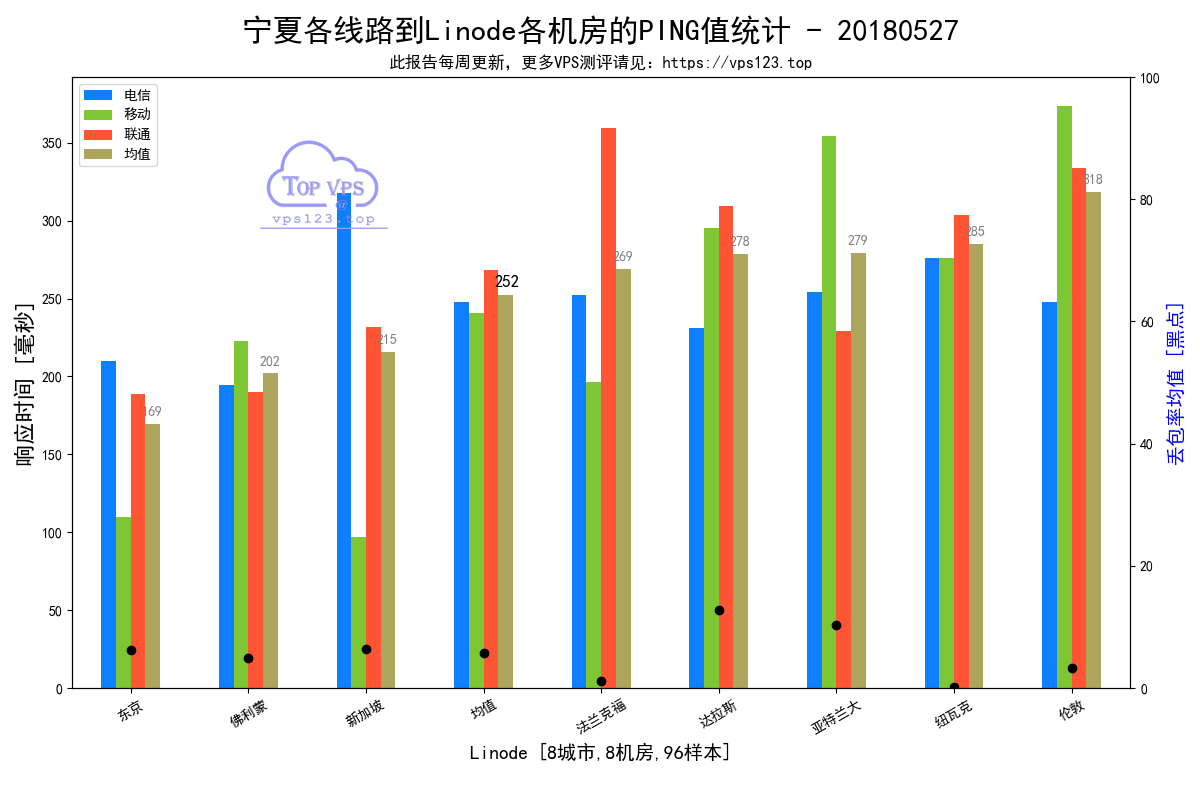 宁夏各线路到Linode各机房的PING值统计 - 20180527
此报告每周更新，更多VPS测评请见：https://vps123.top
电信
移动
联通
均值
TOP VPS
@
vps123.top
响应时间 [毫秒]
0
50
100
150
200
250
300
350
169
202
215
252
269
278
279
285
318
0
20
40
60
80
100
丢包率均值 [黑点]
东京
佛利蒙
新加坡
均值
法兰克福
达拉斯
亚特兰大
纽瓦克
伦敦
Linode [8城市,8机房,96样本]